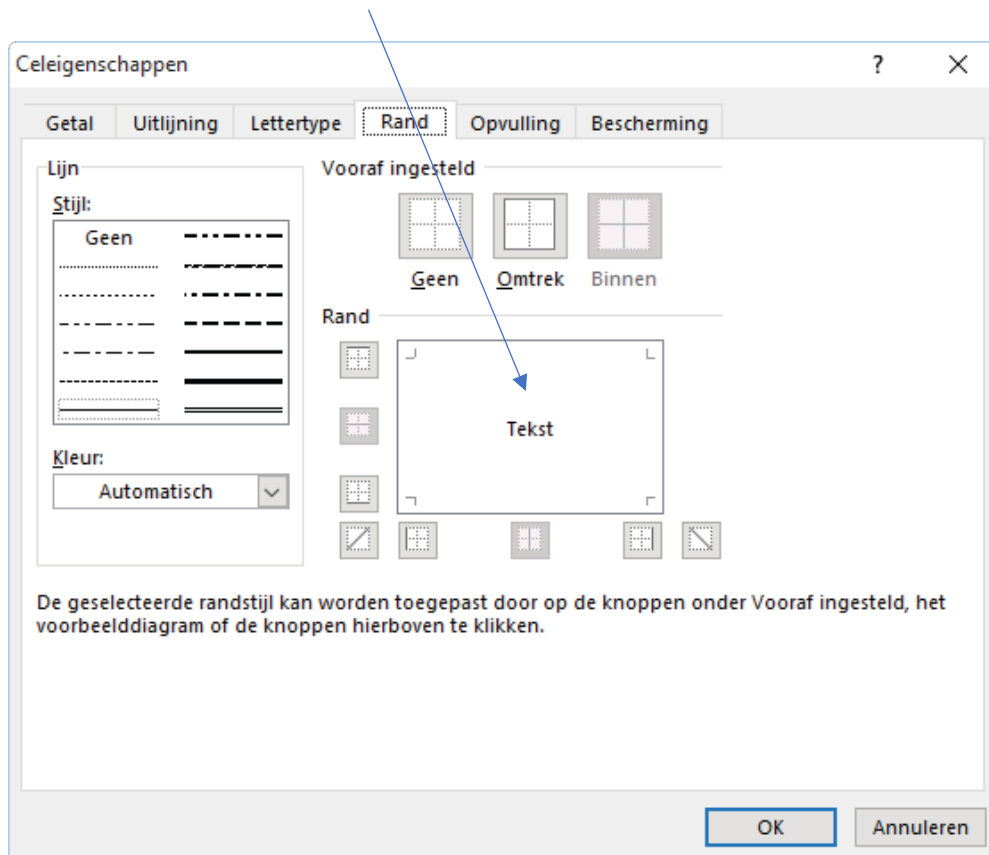 Celeigenschappen ? ×
Getal Uitlijning Lettertype Rand Opvulling Bescherming
Lijn
Stijl:
Geen
Kleur:
Automatisch
Vooraf ingesteld
Geen Omtrek Binnen
Rand
Tekst
De geselecteerde randstijl kan worden toegepast door op de knoppen onder Vooraf ingesteld, het
voorbeelddiagram of de knoppen hierboven te klikken.
OK Annuleren